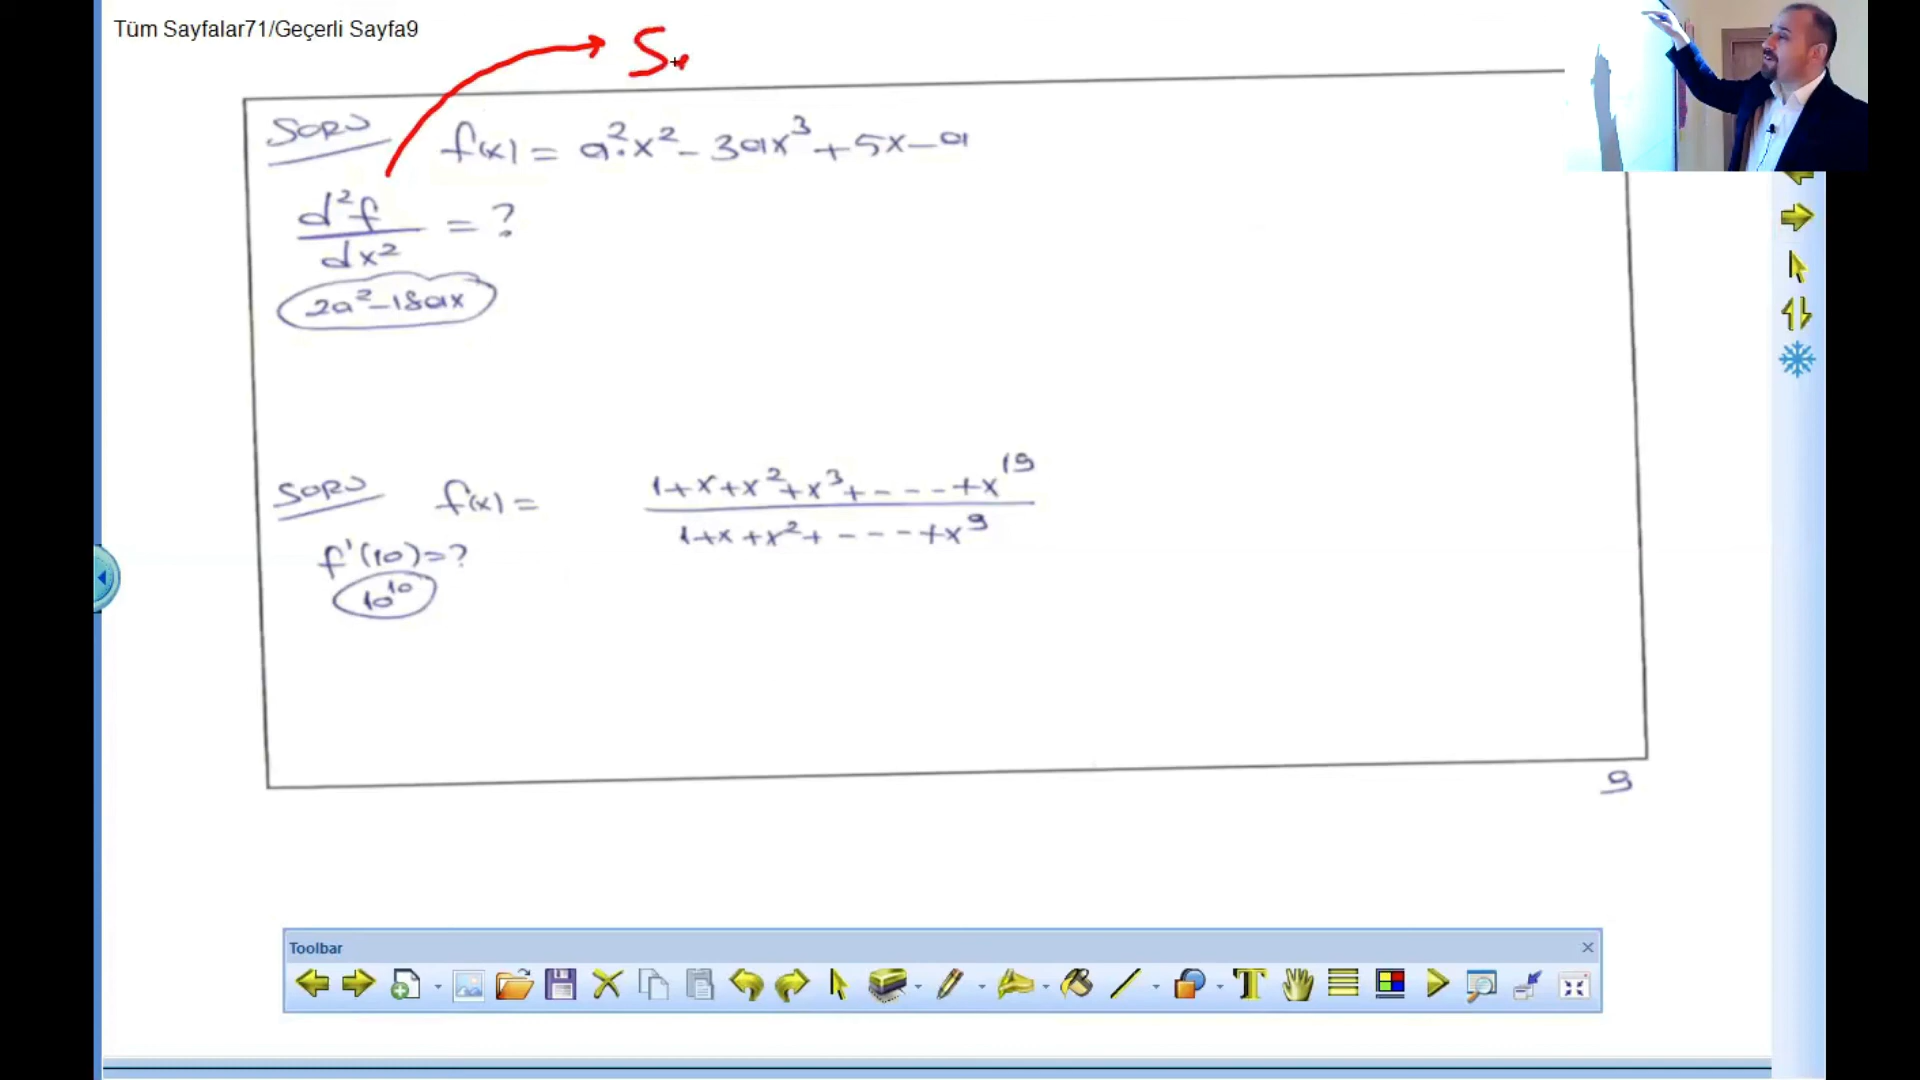 Tüm Sayfalar71/Geçerli Sayfa9
S
SORU f(x) = a².x² - 3ax³ + 5x - a
d²f/dx² = ?
2a² - 18ax
SORU f(x) = (1+x+x²+x³+----+x¹⁹)/(1+x+x²+----+x⁹)
f'(10) = ?
10¹⁰
9
Toolbar